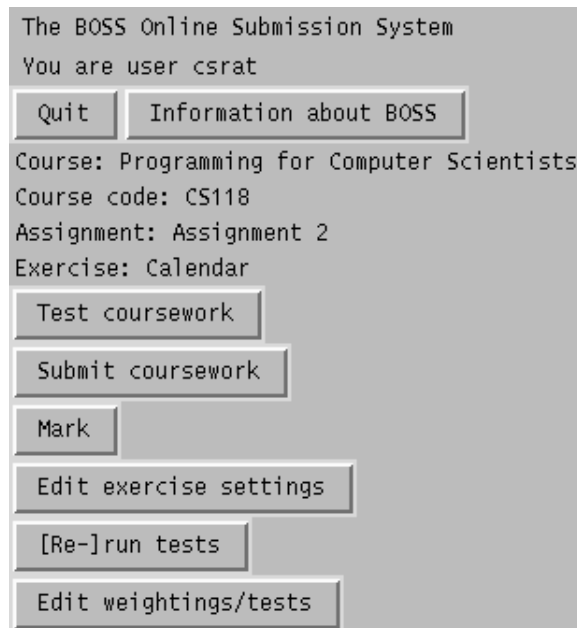 The BOSS Online Submission System
You are user csrat
Quit Information about BOSS
Course: Programming for Computer Scientists
Course code: CS118
Assignment: Assignment 2
Exercise: Calendar
Test coursework
Submit coursework
Mark
Edit exercise settings
[Re-]run tests
Edit weightings/tests